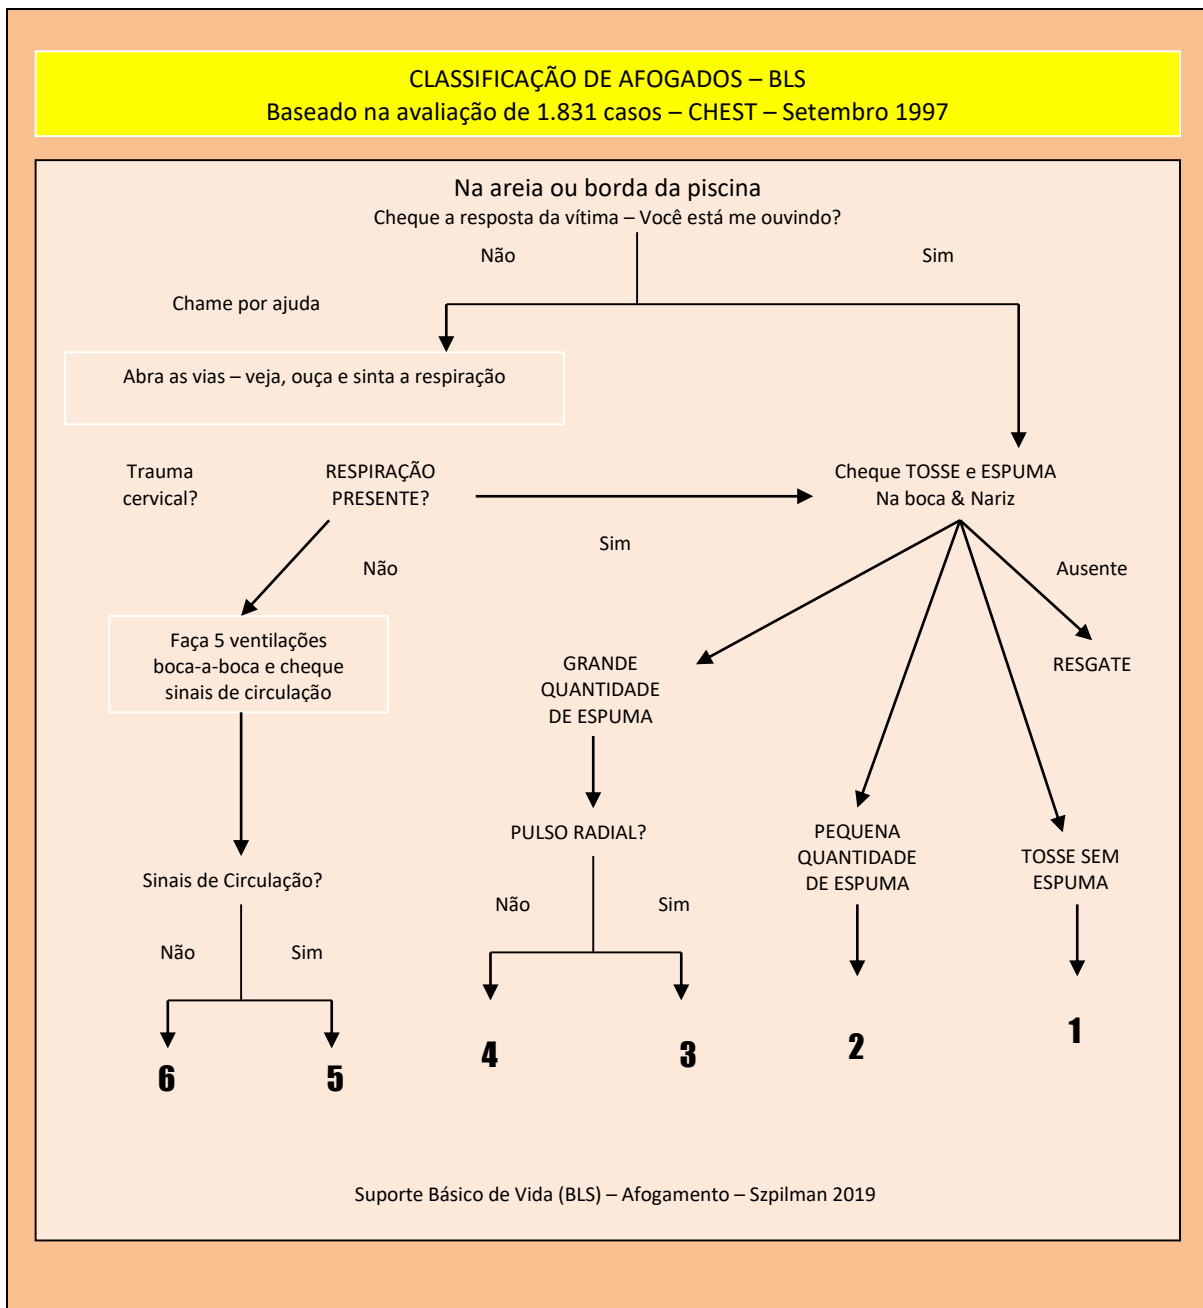 CLASSIFICAÇÃO DE AFOGADOS – BLS
Baseado na avaliação de 1.831 casos – CHEST – Setembro 1997
Na areia ou borda da piscina
Cheque a resposta da vítima – Você está me ouvindo?
Não
Sim
Chame por ajuda
Abra as vias – veja, ouça e sinta a respiração
Trauma
cervical?
RESPIRAÇÃO
PRESENTE?
Cheque TOSSE e ESPUMA
Na boca & Nariz
Sim
Não
Ausente
Faça 5 ventilações
boca-a-boca e cheque
sinais de circulação
GRANDE
QUANTIDADE
DE ESPUMA
RESGATE
PULSO RADIAL?
PEQUENA
QUANTIDADE
DE ESPUMA
TOSSE SEM
ESPUMA
Sinais de Circulação?
Não
Sim
Não
Sim
6
5
4
3
2
1
Suporte Básico de Vida (BLS) – Afogamento – Szpilman 2019